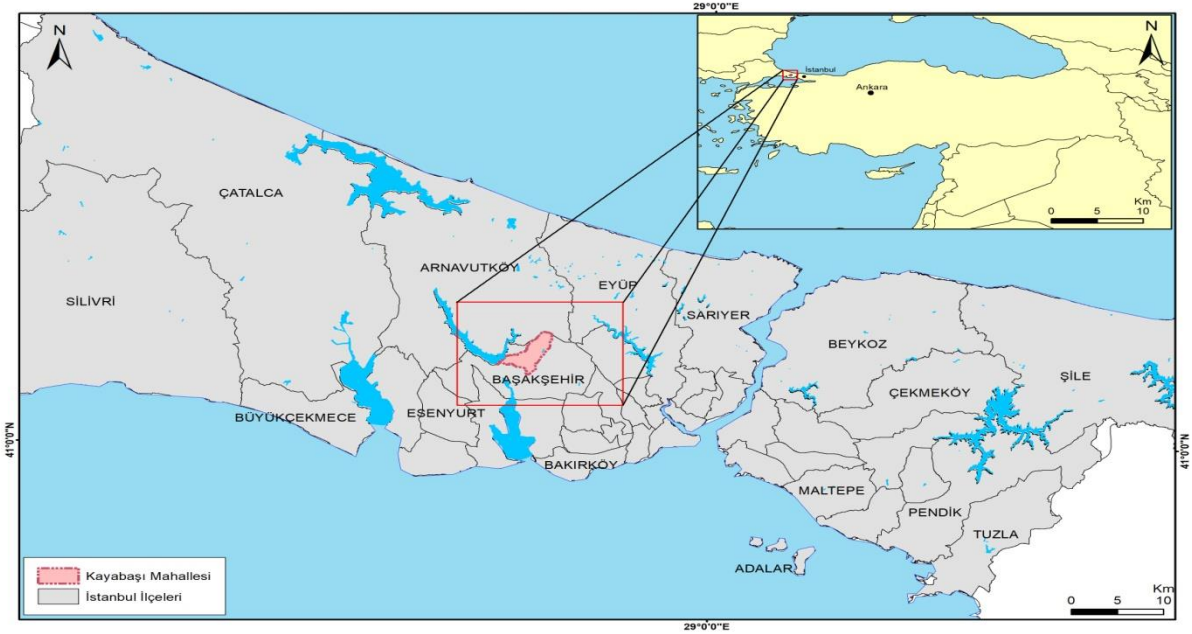 29°0'0"E
N
N
İstanbul
Ankara
Km
0 5 10
ÇATALCA
SİLİVRİ
ARNAVUTKÖY
EYÜP
SARIYER
BEYKOZ
BAŞAKŞEHİR
ÇEKMEKÖY
ŞİLE
BÜYÜKÇEKMECE
ESENYURT
BAKIRKÖY
41°0'0"N
41°0'0"N
MALTEPE
PENDİK
TUZLA
ADALAR
Kayabaşı Mahallesi
İstanbul İlçeleri
Km
0 5 10
29°0'0"E